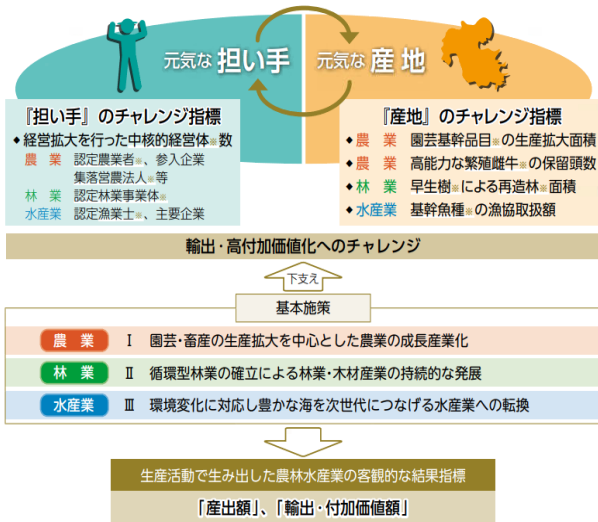 元気な 担い手
元気な 産地
『担い手』のチャレンジ指標
◆経営拡大を行った中核的経営体※数
農 業 認定農業者※、参入企業
集落営農法人※等
林 業 認定林業事業体※
水産業 認定漁業士※、主要企業
『産地』のチャレンジ指標
◆農 業 園芸基幹品目※の生産拡大面積
◆農 業 高能力な繁殖雌牛※の保留頭数
◆林 業 早生樹※による再造林※面積
◆水産業 基幹魚種※の漁協取扱額
輸出・高付加価値化へのチャレンジ
下支え
基本施策
農 業 Ⅰ 園芸・畜産の生産拡大を中心とした農業の成長産業化
林 業 Ⅱ 循環型林業の確立による林業・木材産業の持続的な発展
水産業 Ⅲ 環境変化に対応し豊かな海を次世代につなげる水産業への転換
生産活動で生み出した農林水産業の客観的な結果指標
「産出額」、「輸出・付加価値額」